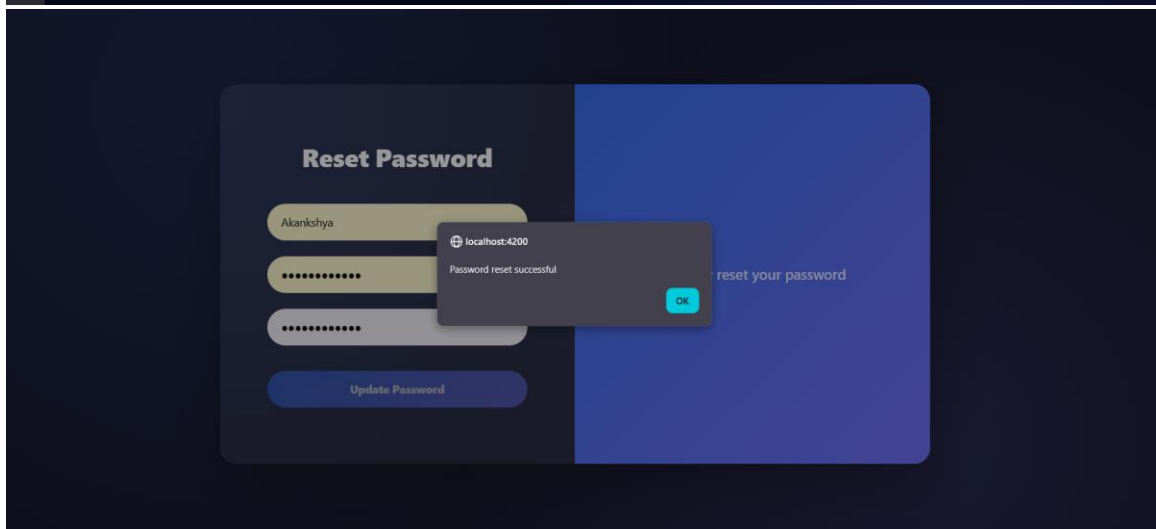 Reset Password
Akankshya
localhost:4200
Password reset successful
reset your password
OK
••••••••••••
••••••••••••
Update Password